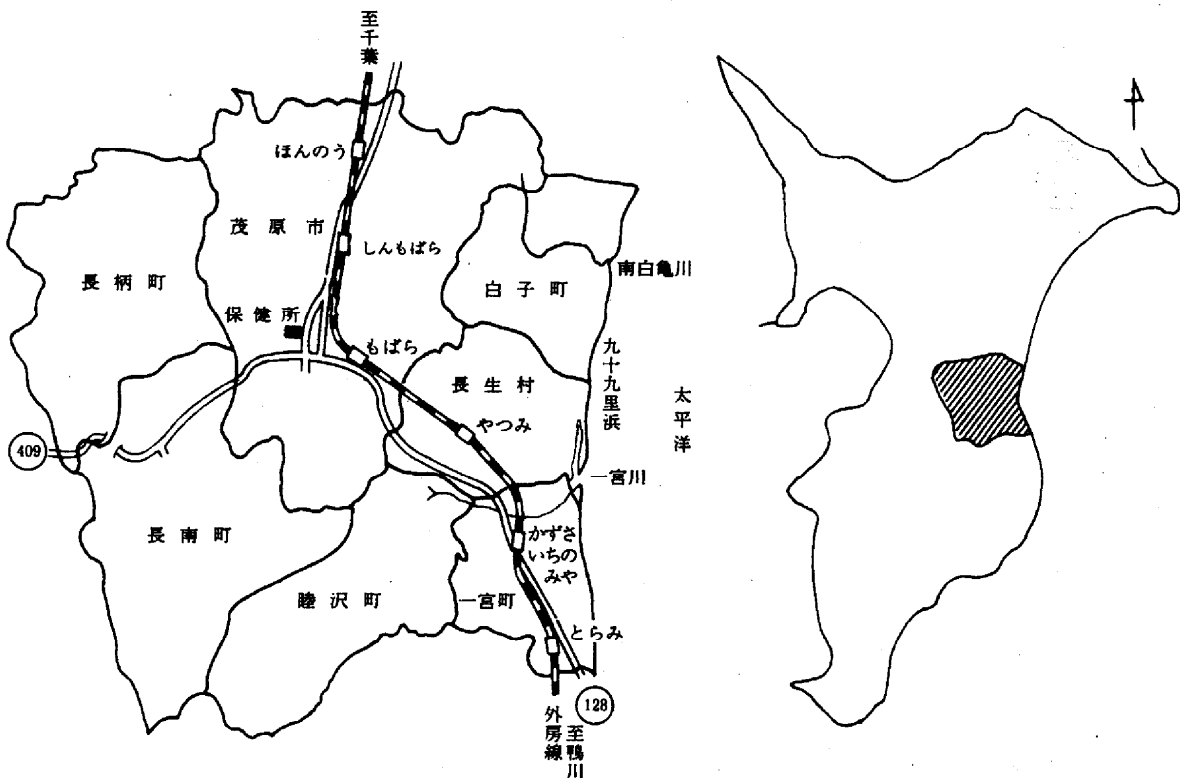 至千葉
ほんのう
茂原市
しんもばら
長柄町
南白亀川
白子町
保健所
もばら
九十九里浜
太平洋
長生村
やつみ
409
一宮川
長南町
かずさ
いちの
みや
睦沢町
一宮町
とらみ
128
外房線
至鴨川